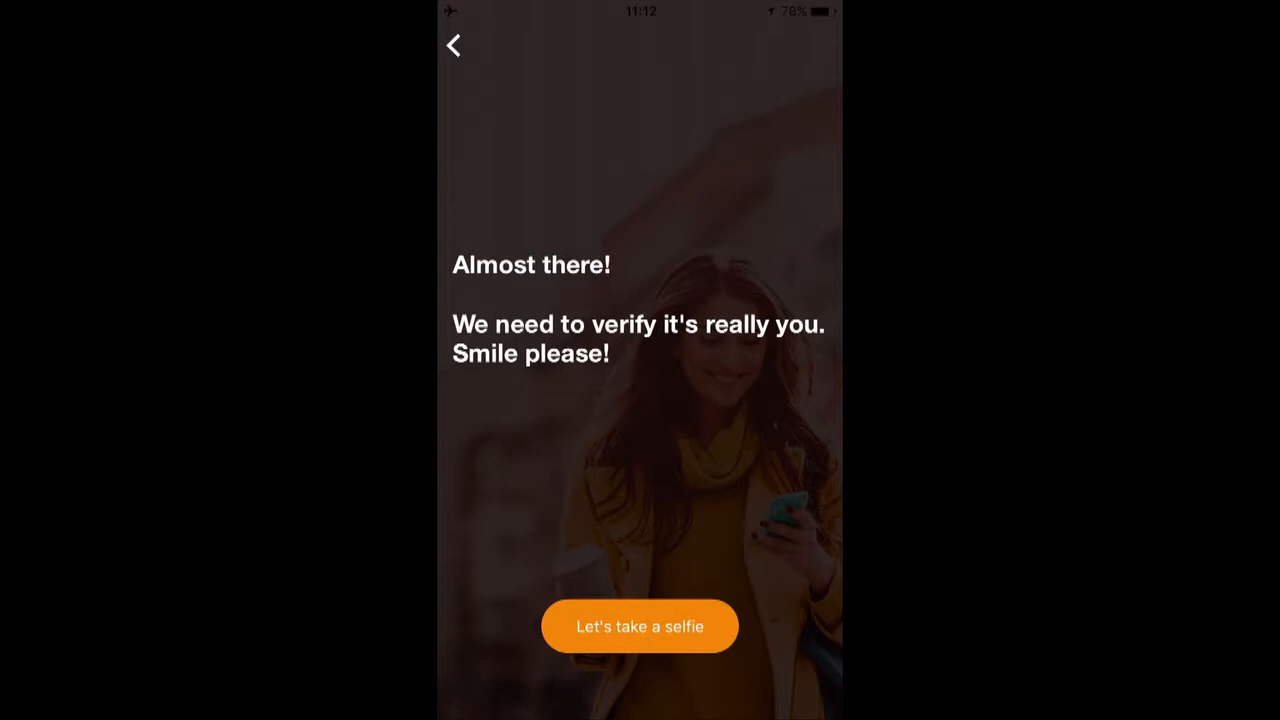 11:12
78%
Almost there!
We need to verify it's really you.
Smile please!
Let's take a selfie